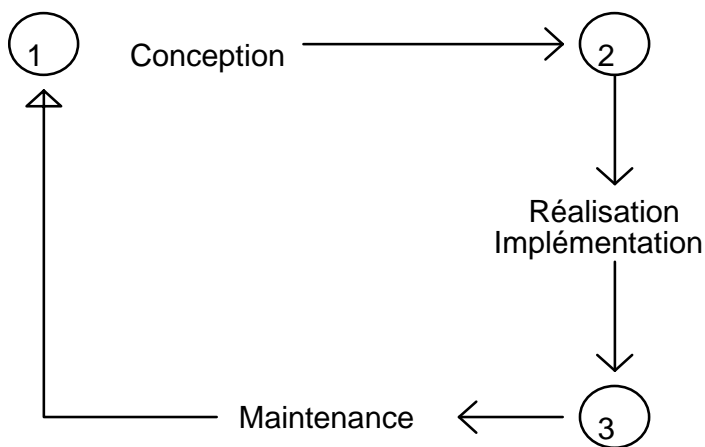 1
Conception
2
Réalisation
Implémentation
3
Maintenance